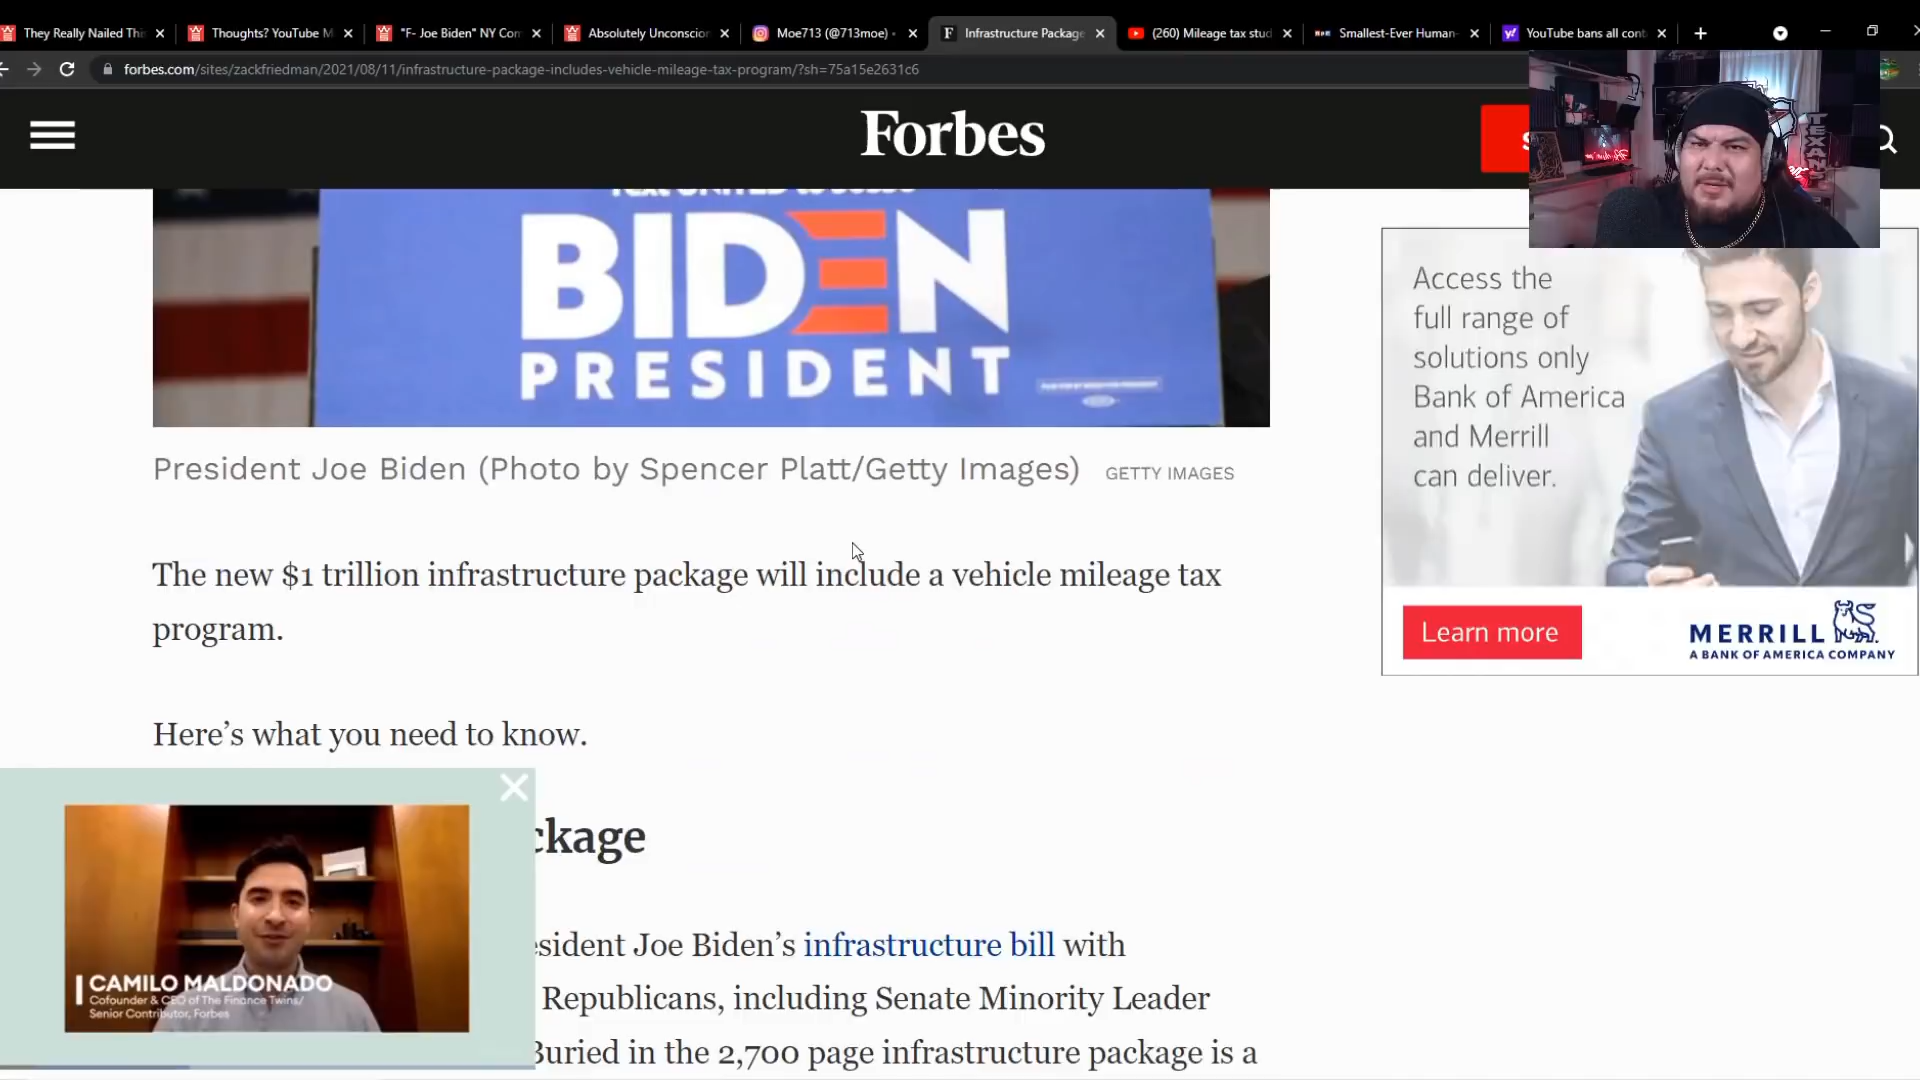 They Really Nailed Thi
Thoughts? YouTube M
"F- Joe Biden" NY Com
Absolutely Unconscion
Moe713 (@713moe) •
Infrastructure Package
(260) Mileage tax stud
Smallest-Ever Human-
YouTube bans all cont
forbes.com/sites/zackfriedman/2021/08/11/infrastructure-package-includes-vehicle-mileage-tax-program/?sh=75a15e2631c6
Forbes
TEXANS
BIDEN
PRESIDENT
Access the
full range of
solutions only
Bank of America
and Merrill
can deliver.
Learn more
MERRILL
A BANK OF AMERICA COMPANY
President Joe Biden (Photo by Spencer Platt/Getty Images) GETTY IMAGES
The new $1 trillion infrastructure package will include a vehicle mileage tax
program.
Here’s what you need to know.
ckage
esident Joe Biden’s infrastructure bill with
Republicans, including Senate Minority Leader
Buried in the 2,700 page infrastructure package is a
CAMILO MALDONADO
Cofounder & CEO of The Finance Twins/
Senior Contributor, Forbes